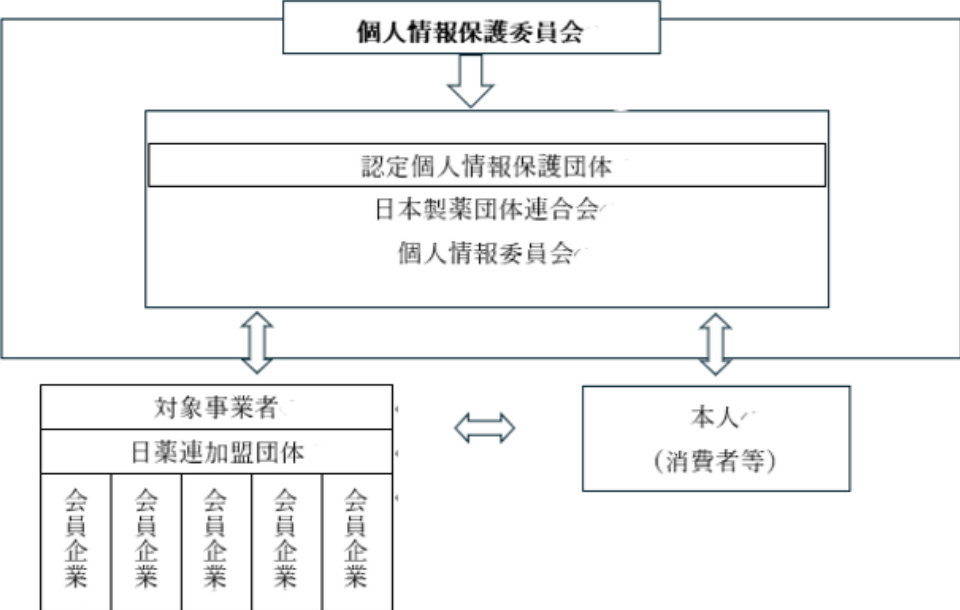 個人情報保護委員会
認定個人情報保護団体
日本製薬団体連合会
個人情報委員会
対象事業者
日薬連加盟団体
会員企業
会員企業
会員企業
会員企業
会員企業
本人
(消費者等)